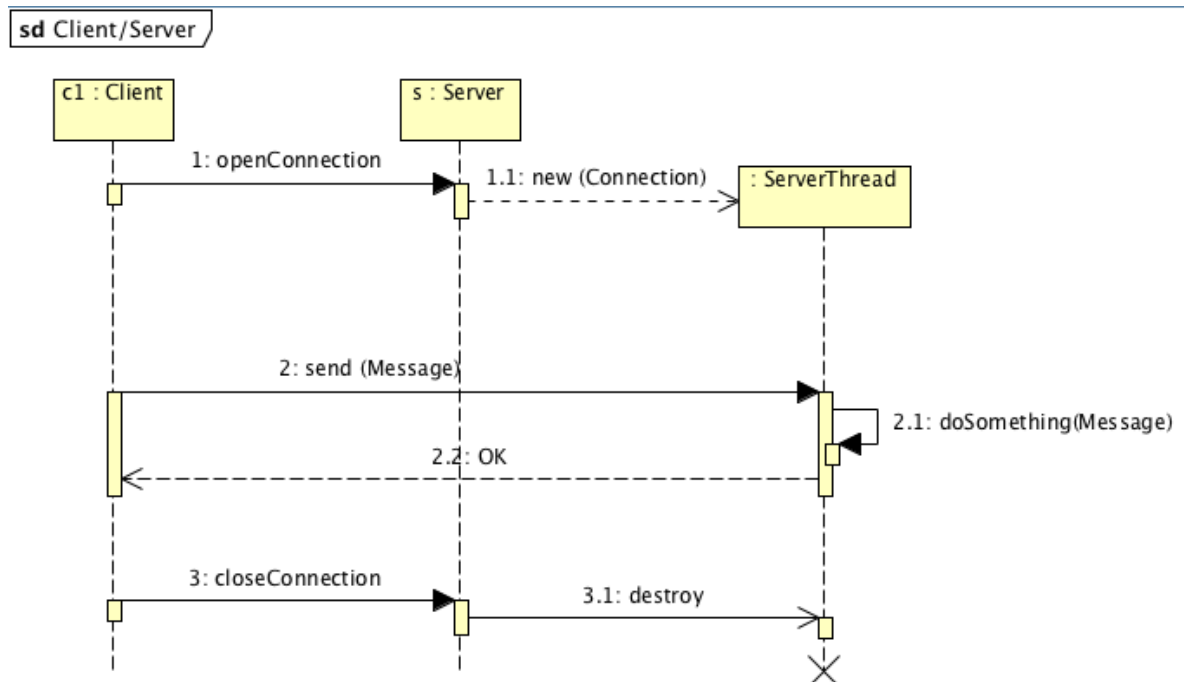 sd Client/Server
c1 : Client
s : Server
1: openConnection
1.1: new (Connection)
: ServerThread
2: send (Message)
2.1: doSomething(Message)
2.2: OK
3: closeConnection
3.1: destroy